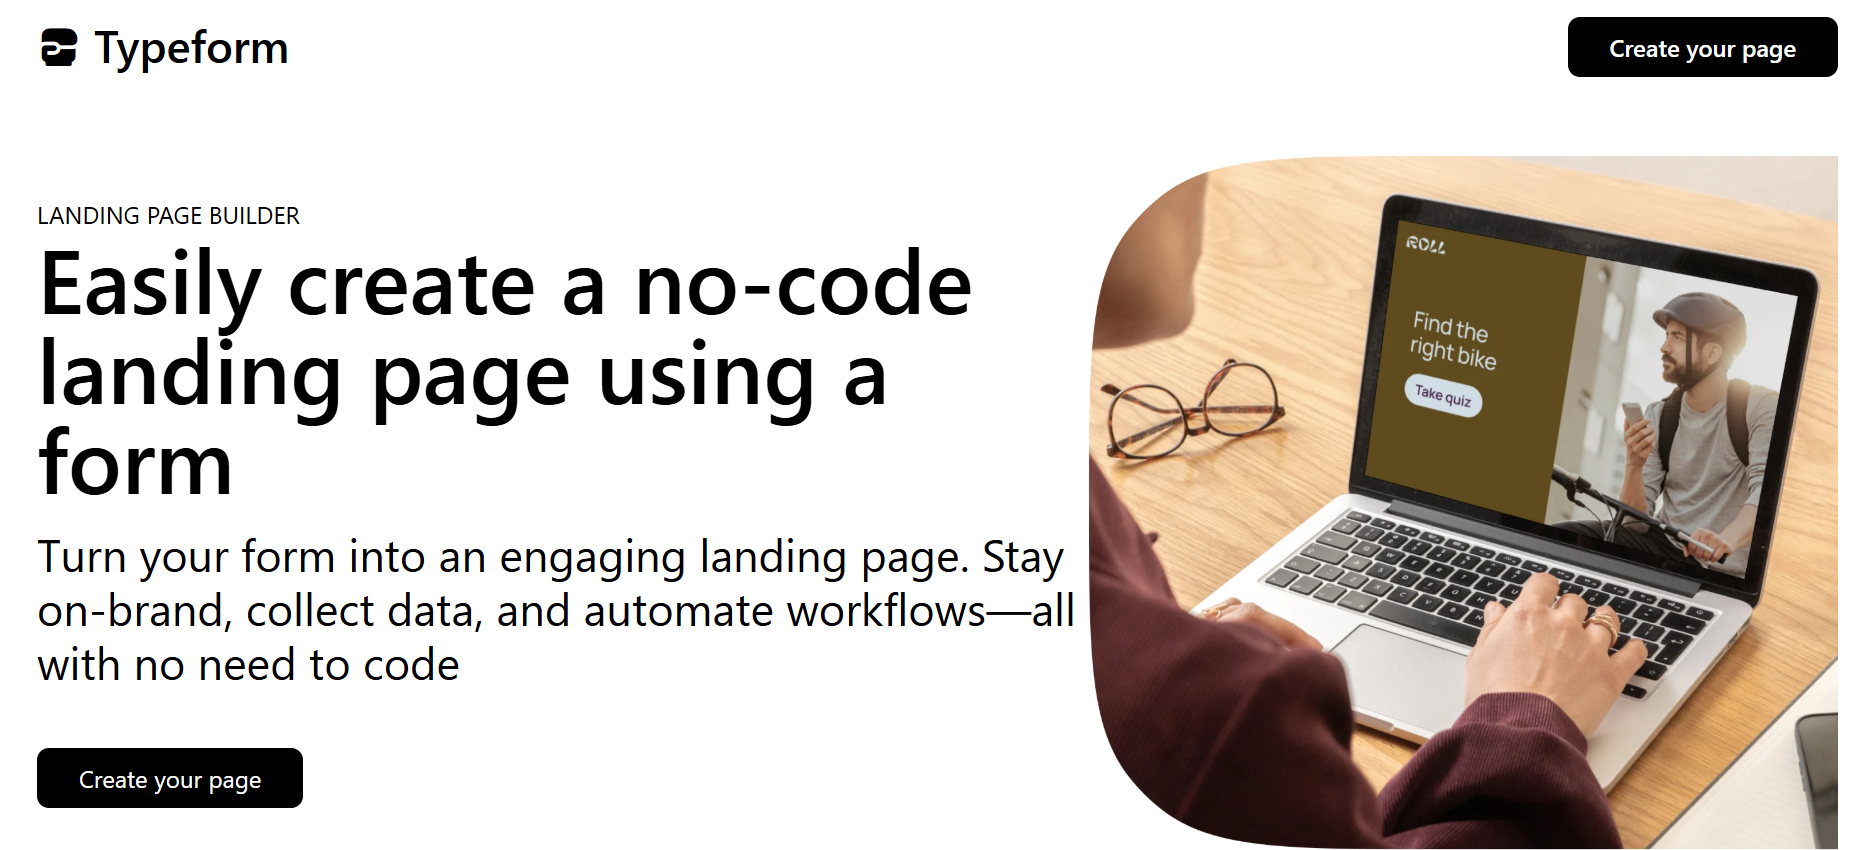 Typeform
Create your page
LANDING PAGE BUILDER
Easily create a no-code
landing page using a
form
Turn your form into an engaging landing page. Stay
on-brand, collect data, and automate workflows—all
with no need to code
Create your page
ROLL
Find the
right bike
Take quiz